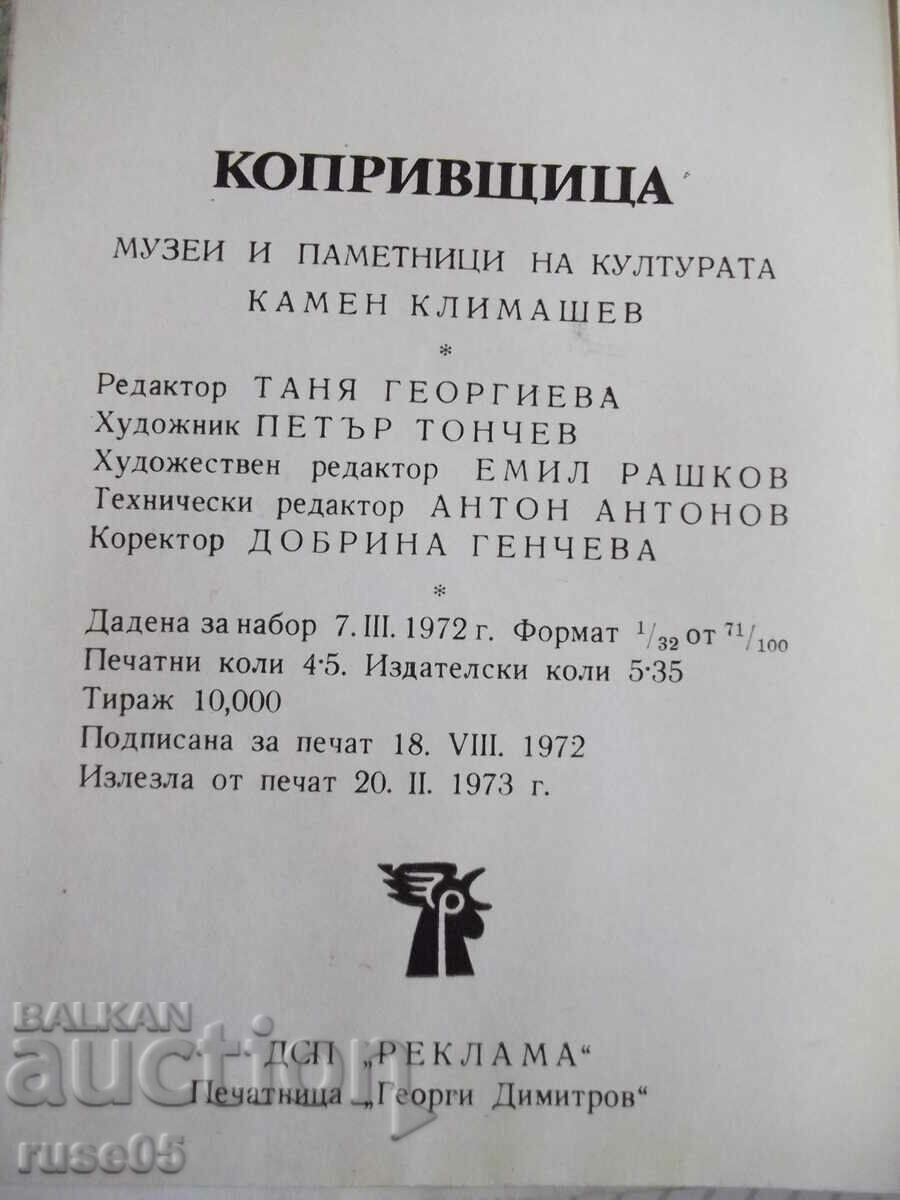 КОПРИВЩИЦА
МУЗЕИ И ПАМЕТНИЦИ НА КУЛТУРАТА
КАМЕН КЛИМАШЕВ
*
Редактор ТАНЯ ГЕОРГИЕВА
Художник ПЕТЪР ТОНЧЕВ
Художествен редактор ЕМИЛ РАШКОВ
Технически редактор АНТОН АНТОНОВ
Коректор ДОБРИНА ГЕНЧЕВА
*
Дадена за набор 7. III. 1972 г. Формат 1/32 от 71/100
Печатни коли 4·5. Издателски коли 5·35
Тираж 10,000
Подписана за печат 18. VIII. 1972
Излезла от печат 20. II. 1973 г.
BALKAN
auction
ДСП „РЕКЛАМА“
Печатница „Георги Димитров“
ruse05